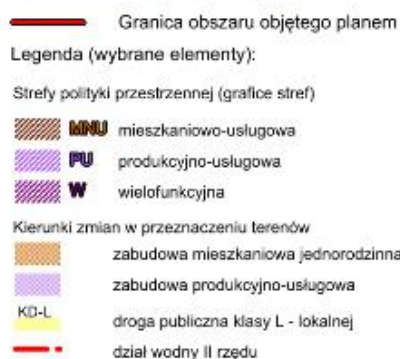 Granica obszaru objętego planem
Legenda (wybrane elementy):
Strefy polityki przestrzennej (grafice stref)
MNU mieszkaniowo-usługowa
PU produkcyjno-usługowa
W wielofunkcyjna
Kierunki zmian w przeznaczeniu terenów
zabudowa mieszkaniowa jednorodzinna
zabudowa produkcyjno-usługowa
KD-L droga publiczna klasy L - lokalnej
dział wodny II rzędu